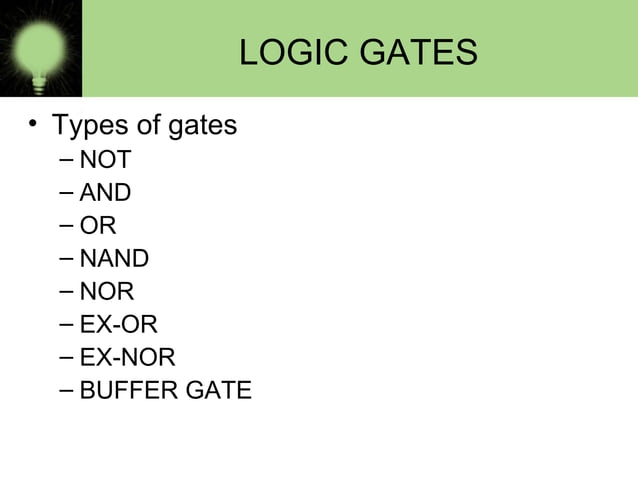 LOGIC GATES
• Types of gates
– NOT
– AND
– OR
– NAND
– NOR
– EX-OR
– EX-NOR
– BUFFER GATE